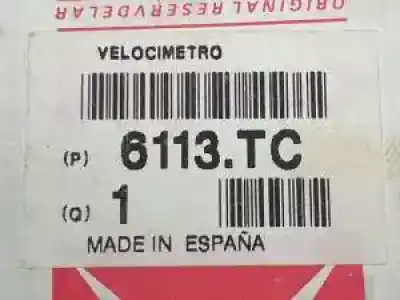 ORIGINAL RESERVDELAR
VELOCIMETRO
(P) 6113.TC
(Q) 1
MADE IN ESPAÑA